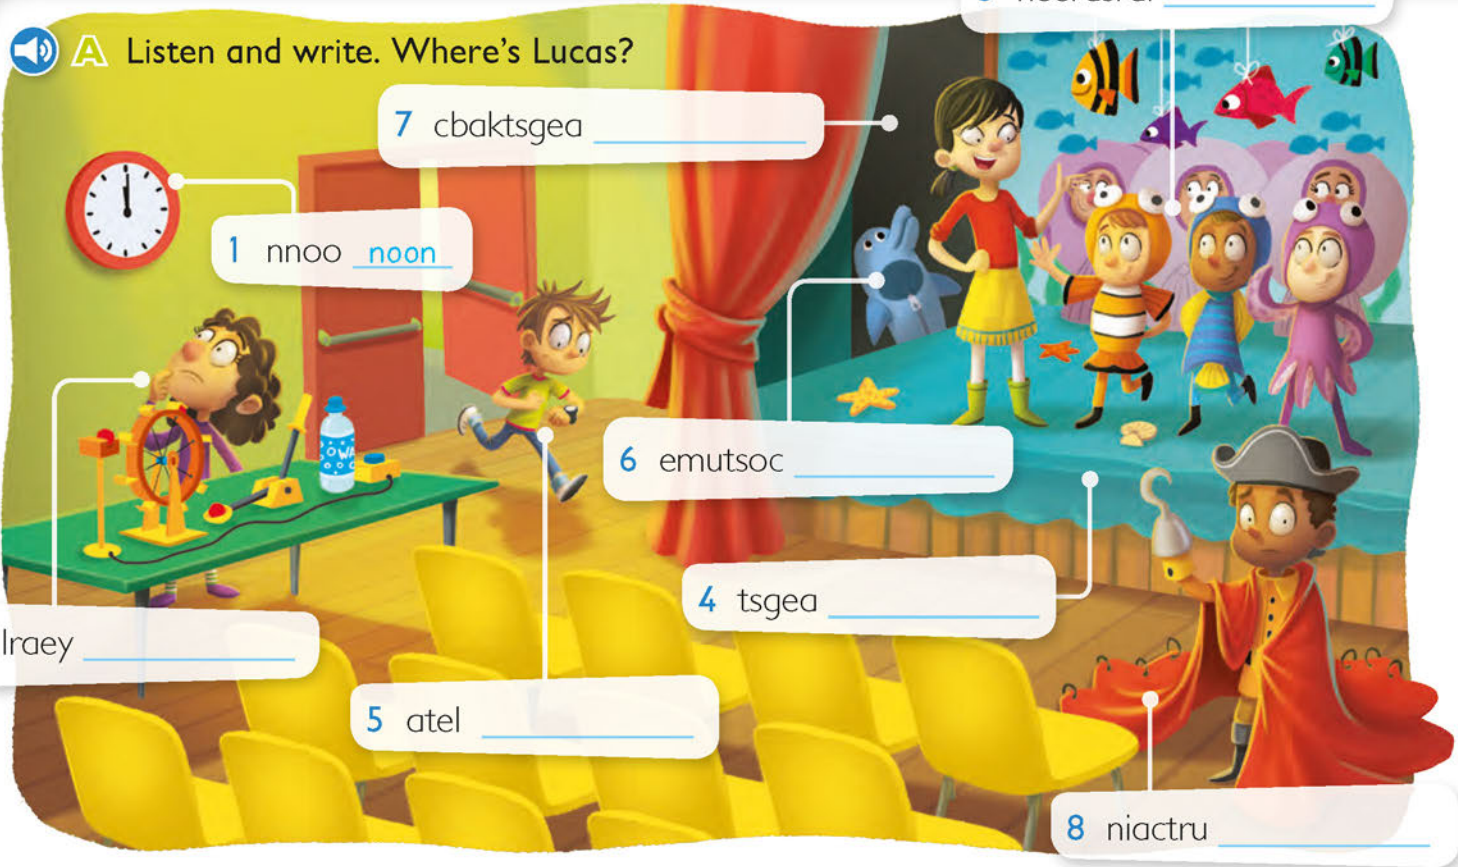 A Listen and write. Where's Lucas?
7 cbaktsgea
1 nnoo noon
6 emutsoc
4 tsgea
lraey
5 atel
8 niactru